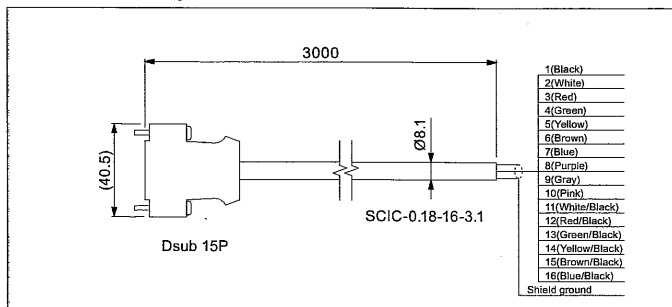 3000
1(Black)
2(White)
3(Red)
4(Green)
5(Yellow)
6(Brown)
7(Blue)
8(Purple)
9(Gray)
10(Pink)
11(White/Black)
12(Red/Black)
13(Green/Black)
14(Yellow/Black)
15(Brown/Black)
16(Blue/Black)
Shield ground
(40.5)
Ø8.1
SCIC-0.18-16-3.1
Dsub 15P